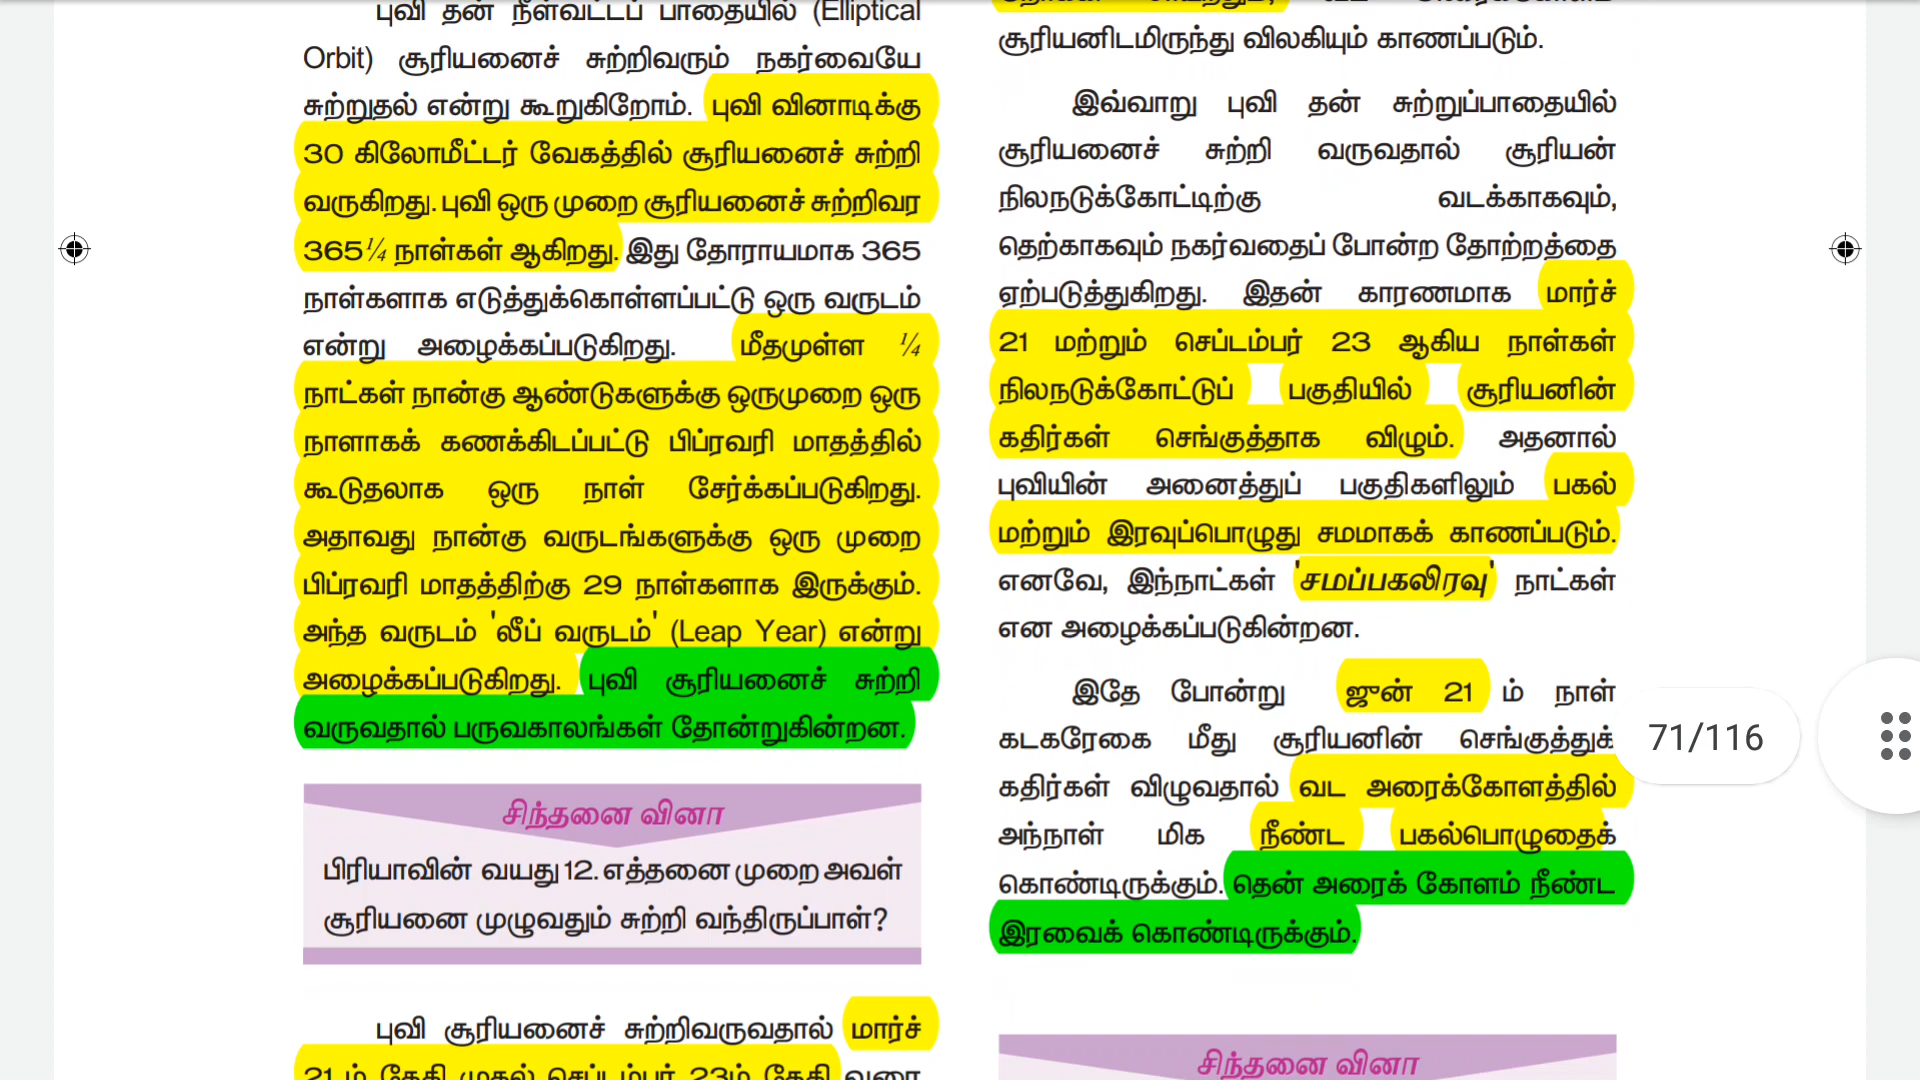 புவி தன் நீள்வட்டப் பாதையில் (Elliptical
Orbit) சூரியனைச் சுற்றிவரும் நகர்வையே
சுற்றுதல் என்று கூறுகிறோம். புவி வினாடிக்கு
30 கிலோமீட்டர் வேகத்தில் சூரியனைச் சுற்றி
வருகிறது. புவி ஒரு முறை சூரியனைச் சுற்றிவர
365¼ நாள்கள் ஆகிறது. இது தோராயமாக 365
நாள்களாக எடுத்துக்கொள்ளப்பட்டு ஒரு வருடம்
என்று அழைக்கப்படுகிறது. மீதமுள்ள ¼
நாட்கள் நான்கு ஆண்டுகளுக்கு ஒருமுறை ஒரு
நாளாகக் கணக்கிடப்பட்டு பிப்ரவரி மாதத்தில்
கூடுதலாக ஒரு நாள் சேர்க்கப்படுகிறது.
அதாவது நான்கு வருடங்களுக்கு ஒரு முறை
பிப்ரவரி மாதத்திற்கு 29 நாள்களாக இருக்கும்.
அந்த வருடம் 'லீப் வருடம்' (Leap Year) என்று
அழைக்கப்படுகிறது. புவி சூரியனைச் சுற்றி
வருவதால் பருவகாலங்கள் தோன்றுகின்றன.
சிந்தனை வினா
பிரியாவின் வயது 12. எத்தனை முறை அவள்
சூரியனை முழுவதும் சுற்றி வந்திருப்பாள்?
புவி சூரியனைச் சுற்றிவருவதால் மார்ச்
21 ம் தேதி முதல் செப்டம்பர் 23ம் தேதி வரை
சூரியனிடமிருந்து விலகியும் காணப்படும்.
இவ்வாறு புவி தன் சுற்றுப்பாதையில்
சூரியனைச் சுற்றி வருவதால் சூரியன்
நிலநடுக்கோட்டிற்கு வடக்காகவும்,
தெற்காகவும் நகர்வதைப் போன்ற தோற்றத்தை
ஏற்படுத்துகிறது. இதன் காரணமாக மார்ச்
21 மற்றும் செப்டம்பர் 23 ஆகிய நாள்கள்
நிலநடுக்கோட்டுப் பகுதியில் சூரியனின்
கதிர்கள் செங்குத்தாக விழும். அதனால்
புவியின் அனைத்துப் பகுதிகளிலும் பகல்
மற்றும் இரவுப்பொழுது சமமாகக் காணப்படும்.
எனவே, இந்நாட்கள் 'சமப்பகலிரவு' நாட்கள்
என அழைக்கப்படுகின்றன.
இதே போன்று ஜுன் 21 ம் நாள்
கடகரேகை மீது சூரியனின் செங்குத்துக்
கதிர்கள் விழுவதால் வட அரைக்கோளத்தில்
அந்நாள் மிக நீண்ட பகல்பொழுதைக்
கொண்டிருக்கும். தென் அரைக் கோளம் நீண்ட
இரவைக் கொண்டிருக்கும்.
சிந்தனை வினா
71/116